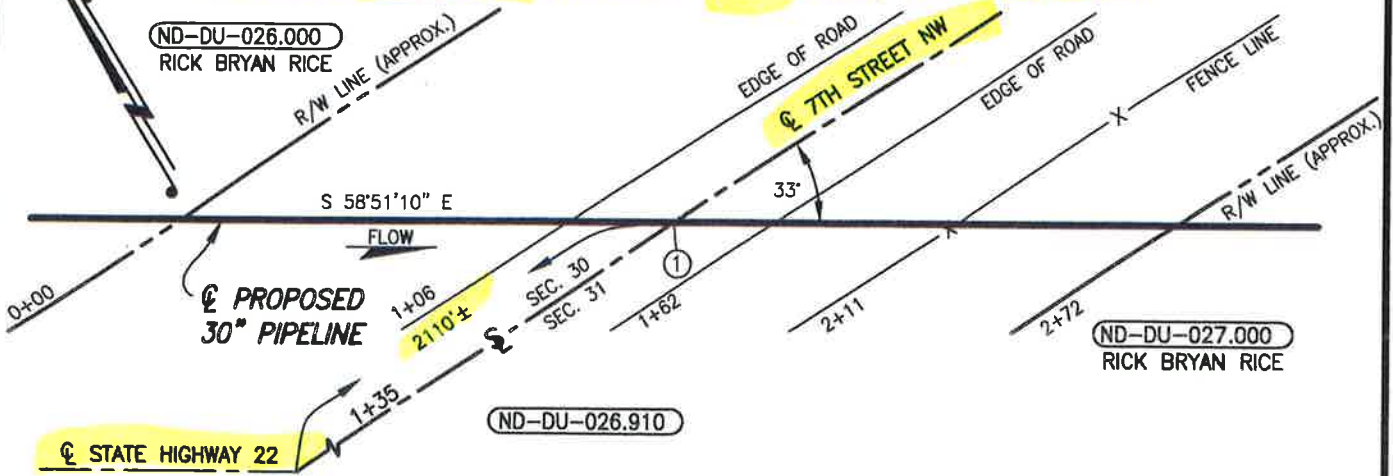 ND-DU-026.000
RICK BRYAN RICE
R/W LINE (APPROX.)
EDGE OF ROAD
℄ 7TH STREET NW
EDGE OF ROAD
FENCE LINE
X
R/W LINE (APPROX.)
33°
S 58°51'10" E
FLOW
X
1
0+00
℄ PROPOSED
30" PIPELINE
1+06
2110'±
SEC. 30
SEC. 31
1+62
2+11
2+72
ND-DU-027.000
RICK BRYAN RICE
1+35
ND-DU-026.910
℄ STATE HIGHWAY 22